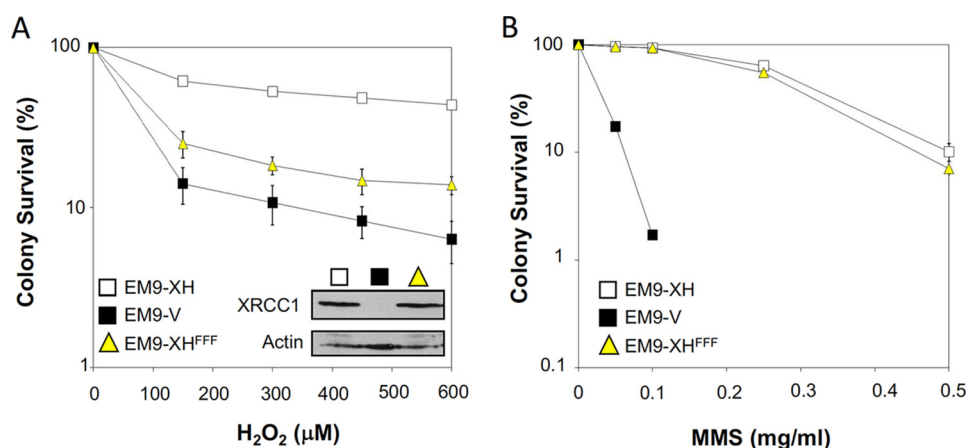 A
100
10
1
Colony Survival (%)
EM9-XH
EM9-V
EM9-XHFFF
XRCC1
Actin
0 100 200 300 400 500 600
H2O2 (μM)
B
100
10
1
0.1
Colony Survival (%)
EM9-XH
EM9-V
EM9-XHFFF
0 0.1 0.2 0.3 0.4 0.5
MMS (mg/ml)